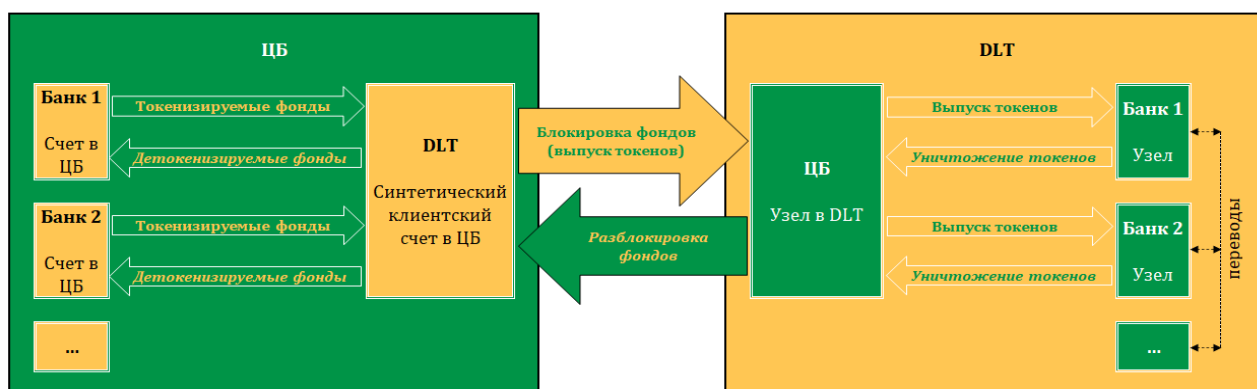 ЦБ
Банк 1
Счет в
ЦБ
Токенизируемые фонды
Детокенизируемые фонды
Банк 2
Счет в
ЦБ
Токенизируемые фонды
Детокенизируемые фонды
...
DLT
Синтетический
клиентский
счет в ЦБ
Блокировка фондов
(выпуск токенов)
Разблокировка
фондов
DLT
ЦБ
Узел в DLT
Выпуск токенов
Уничтожение токенов
Выпуск токенов
Уничтожение токенов
Банк 1
Узел
Банк 2
Узел
...
переводы